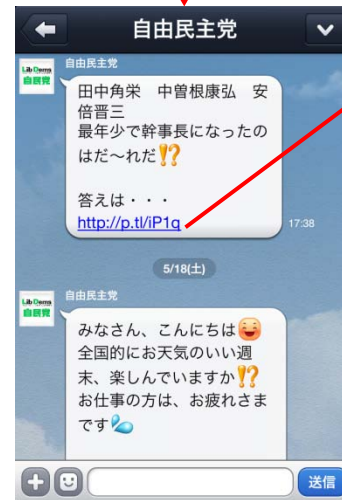 自由民主党
Lib Dems
自民党
自由民主党
田中角栄　中曽根康弘　安
倍晋三
最年少で幹事長になったの
はだ～れだ⁉
答えは・・・
http://p.tl/iP1q
17:38
5/18(土)
Lib Dems
自民党
自由民主党
みなさん、こんにちは😄
全国的にお天気のいい週
末、楽しんでいますか⁉
お仕事の方は、お疲れさま
です💦
送信